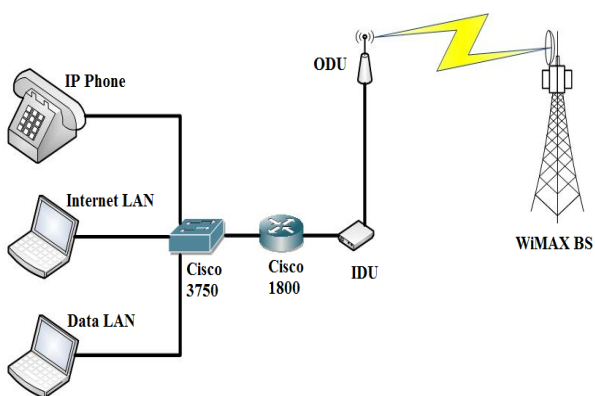 ODU
IP Phone
Internet LAN
WiMAX BS
Cisco
3750
Cisco
1800
IDU
Data LAN